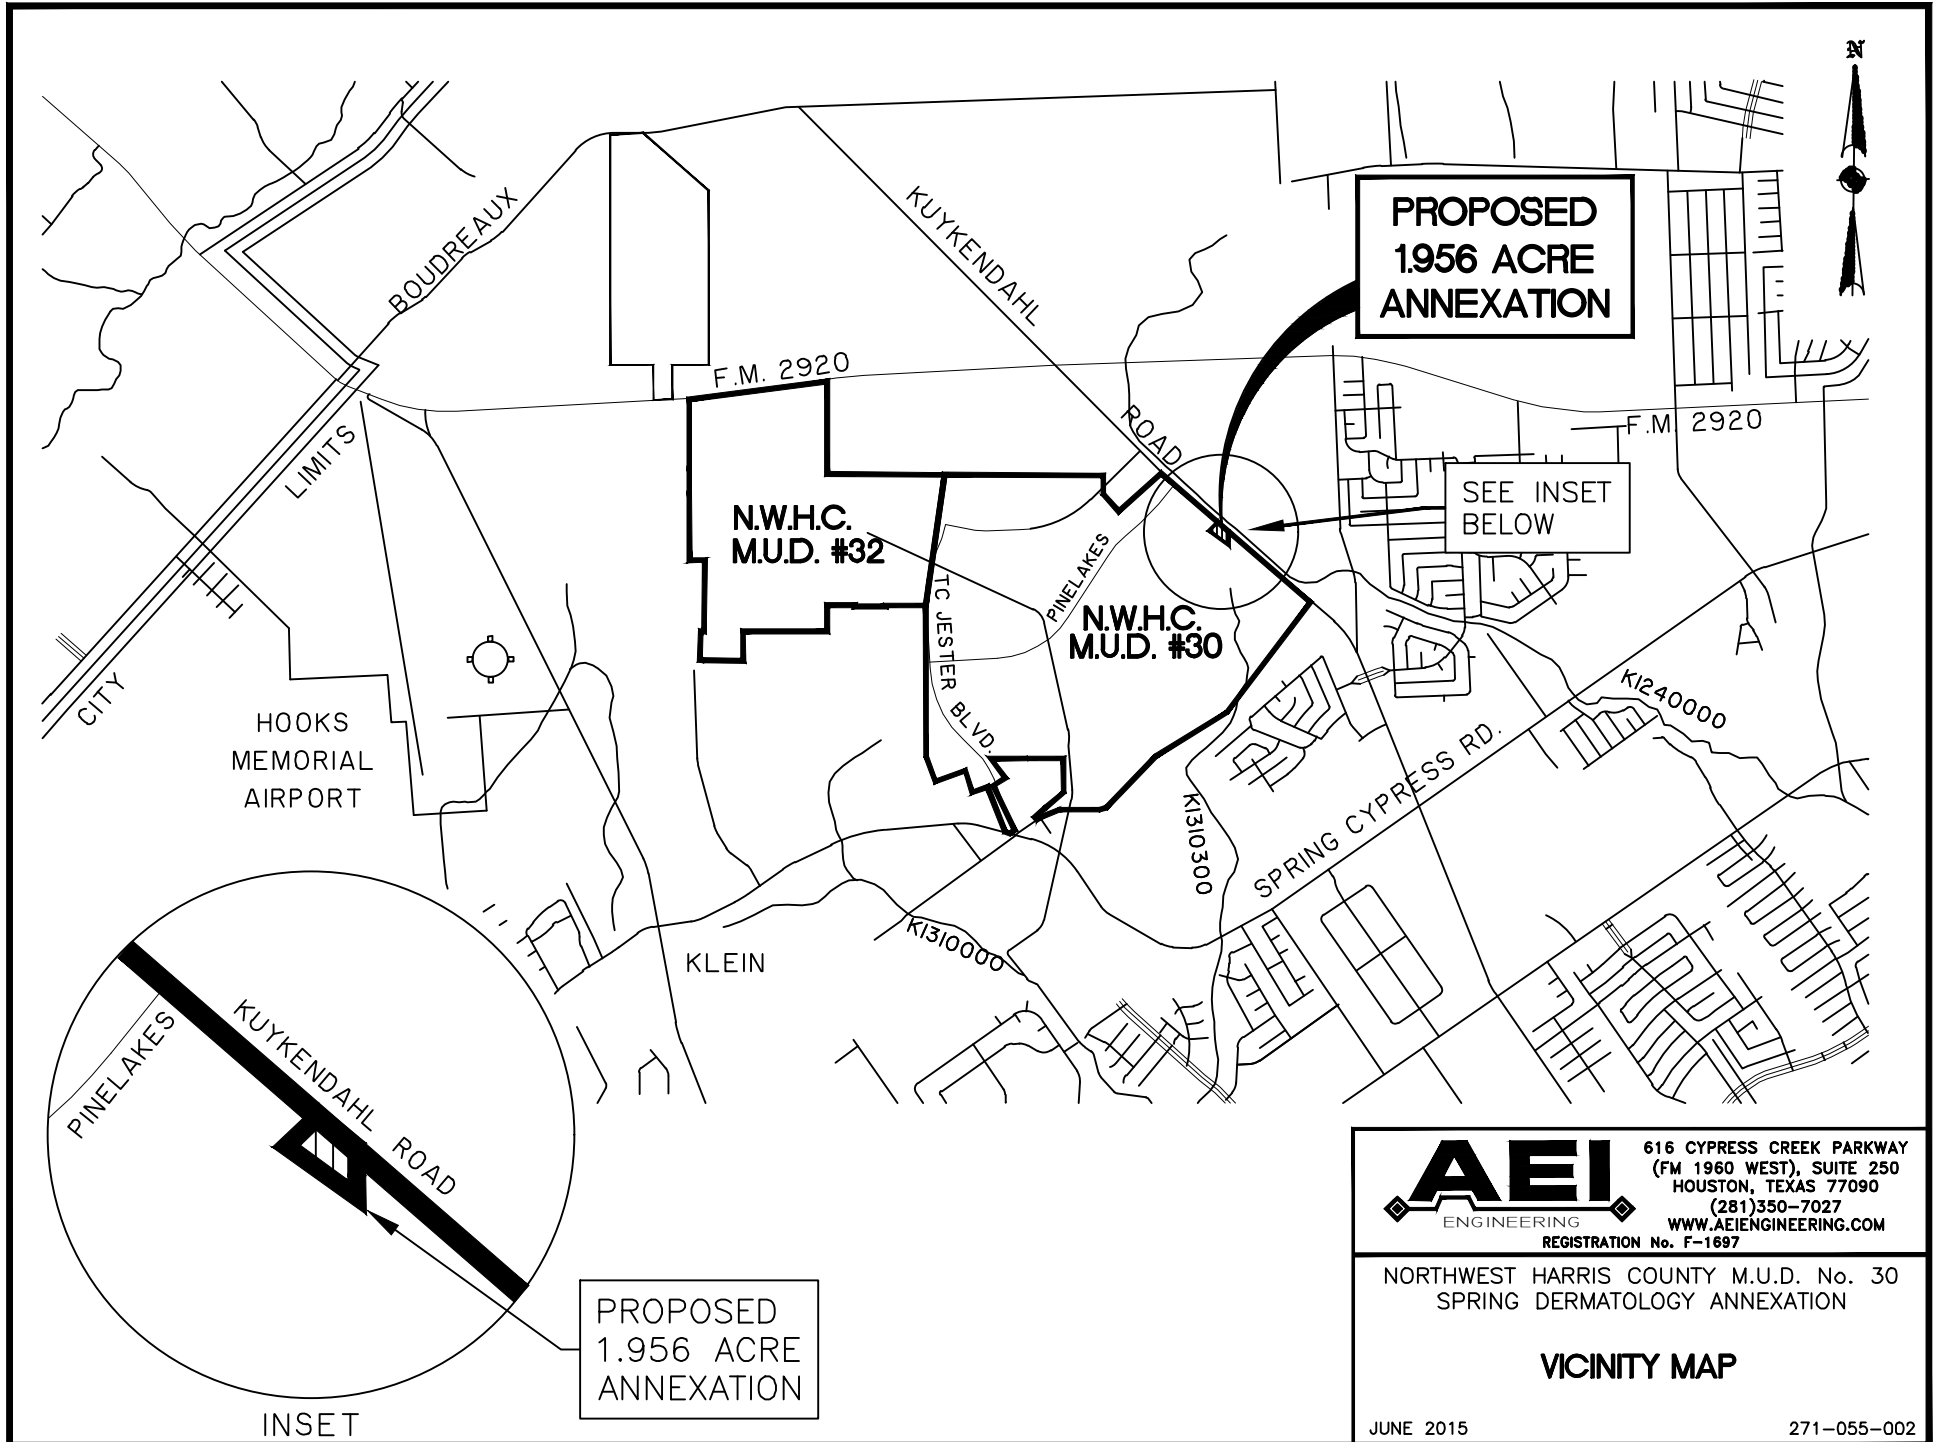 N
BOUDREAUX
KUYKENDAHL
ROAD
PROPOSED
1.956 ACRE
ANNEXATION
F.M. 2920
F.M. 2920
CITY
LIMITS
N.W.H.C.
M.U.D. #32
SEE INSET
BELOW
PINELAKES
TC JESTER BLVD.
N.W.H.C.
M.U.D. #30
HOOKS
MEMORIAL
AIRPORT
K1240000
SPRING CYPRESS RD.
K1310300
K1310000
KLEIN
PINELAKES
KUYKENDAHL ROAD
PROPOSED
1.956 ACRE
ANNEXATION
INSET
AEI
ENGINEERING
616 CYPRESS CREEK PARKWAY
(FM 1960 WEST), SUITE 250
HOUSTON, TEXAS 77090
(281)350-7027
WWW.AEIENGINEERING.COM
REGISTRATION No. F-1697
NORTHWEST HARRIS COUNTY M.U.D. No. 30
SPRING DERMATOLOGY ANNEXATION
VICINITY MAP
JUNE 2015
271-055-002